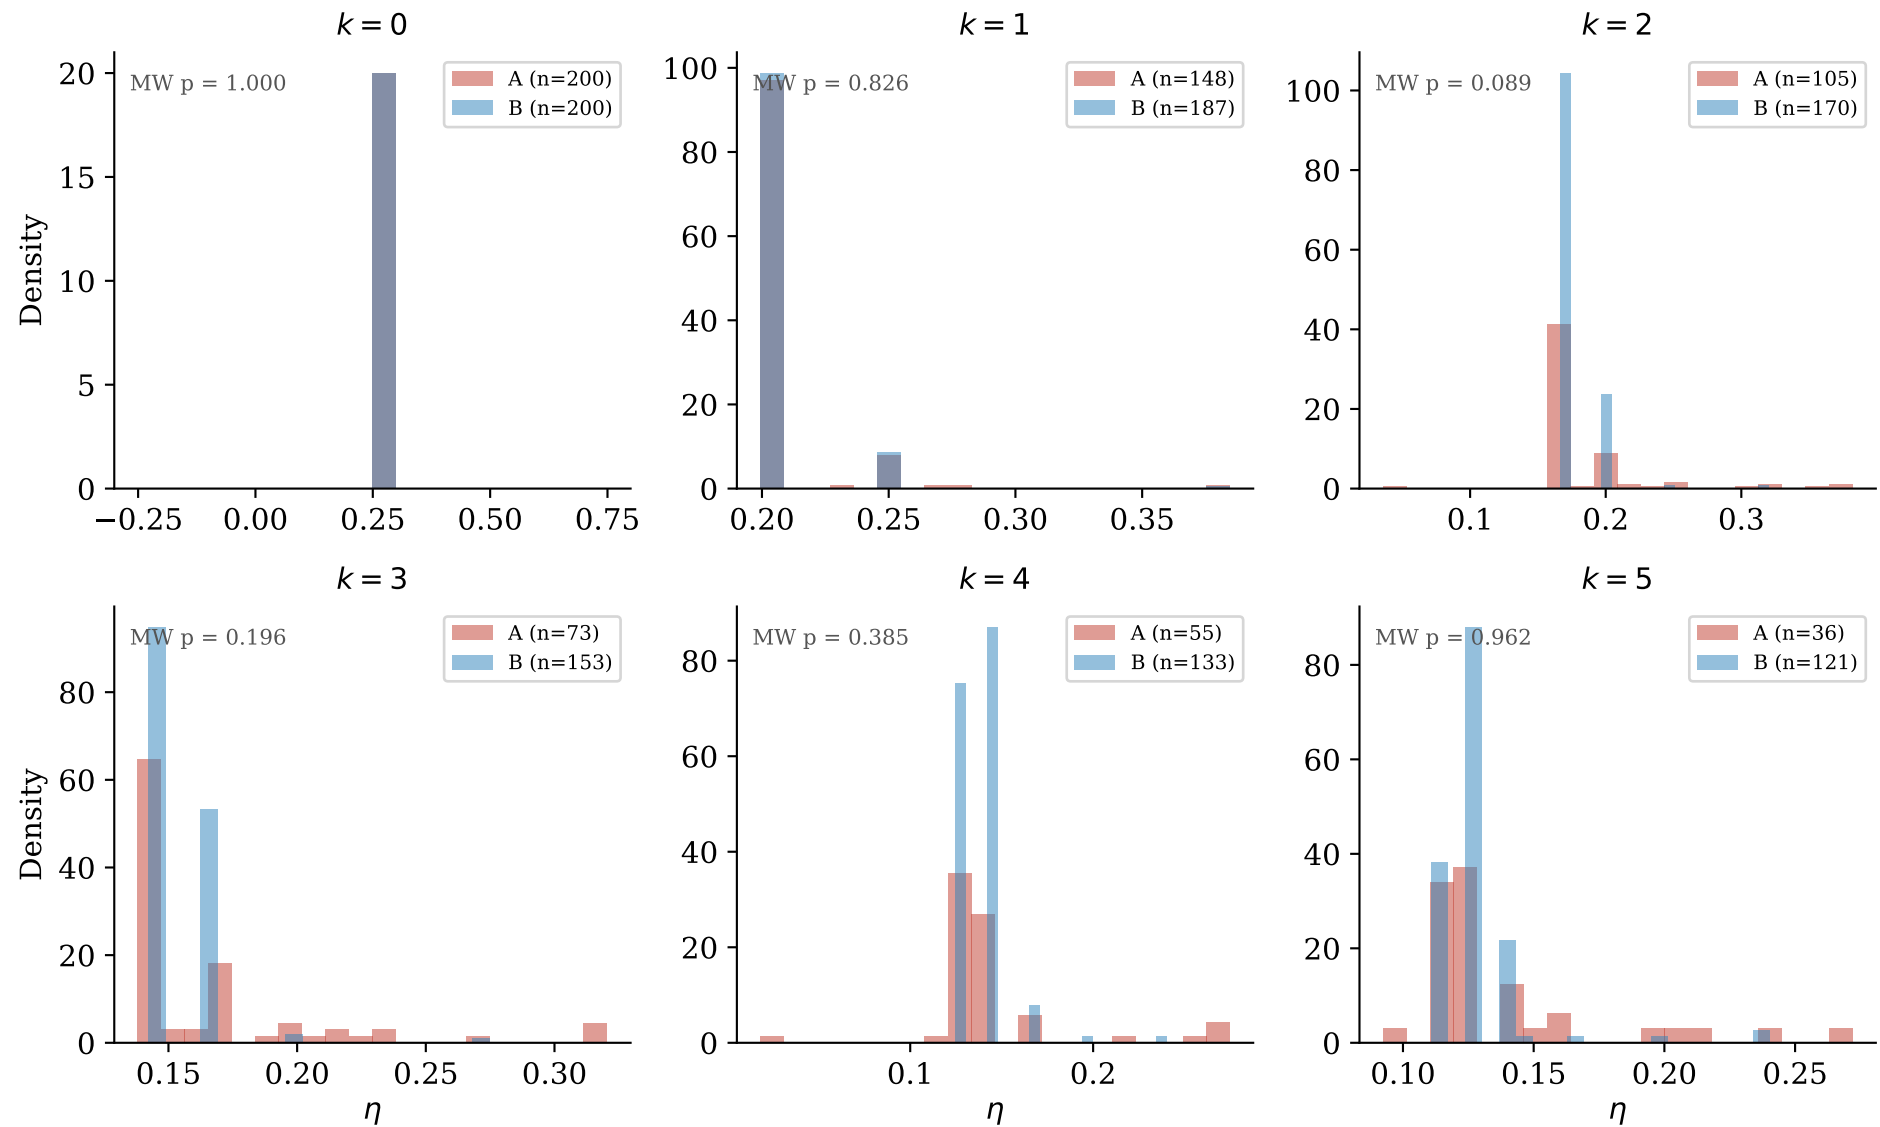 k = 0
Density
20
15
10
5
0
−0.25
0.00
0.25
0.50
0.75
MW p = 1.000
A (n=200)
B (n=200)
k = 1
100
80
60
40
20
0
0.20
0.25
0.30
0.35
MW p = 0.826
A (n=148)
B (n=187)
k = 2
100
80
60
40
20
0
0.1
0.2
0.3
MW p = 0.089
A (n=105)
B (n=170)
k = 3
Density
80
60
40
20
0
0.15
0.20
0.25
0.30
η
MW p = 0.196
A (n=73)
B (n=153)
k = 4
80
60
40
20
0
0.1
0.2
η
MW p = 0.385
A (n=55)
B (n=133)
k = 5
80
60
40
20
0
0.10
0.15
0.20
0.25
η
MW p = 0.962
A (n=36)
B (n=121)